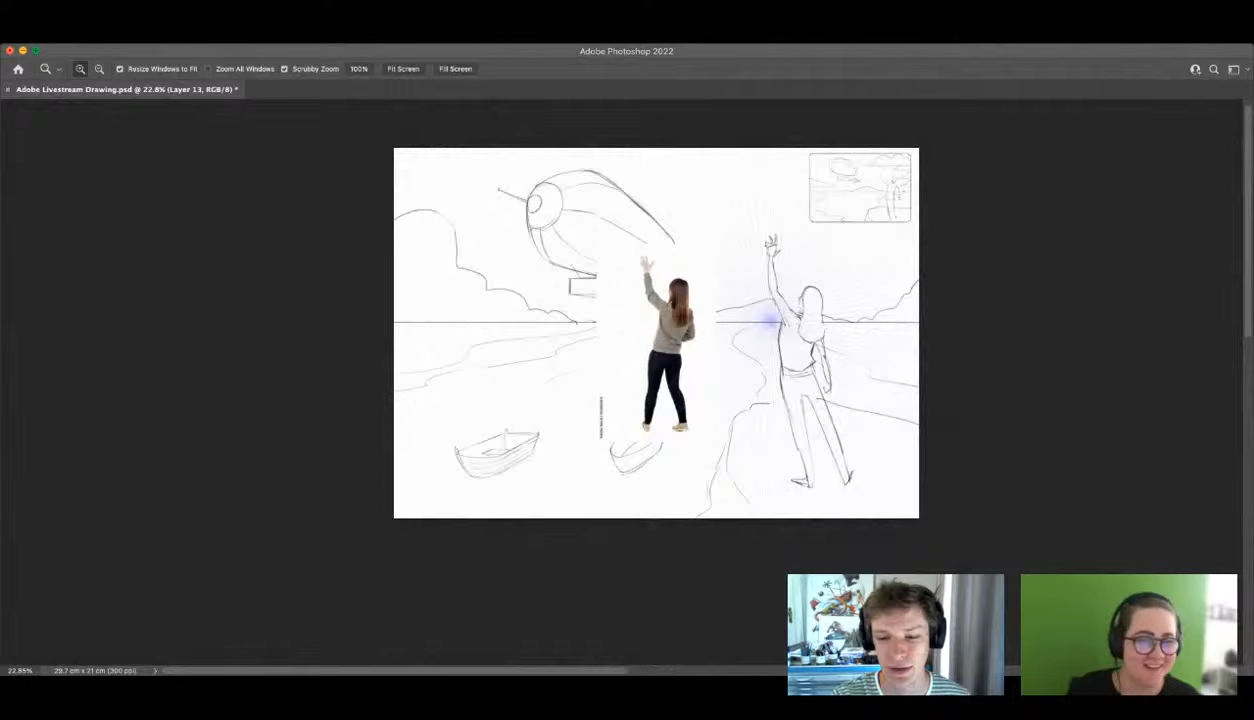 Adobe Photoshop 2022
Resize Windows to Fit Zoom All Windows Scrubby Zoom 100% Fit Screen Fill Screen
Adobe Livestream Drawing.psd @ 22.8% (Layer 13, RGB/8) *
22.85% 29.7 cm x 21 cm (300 ppi)